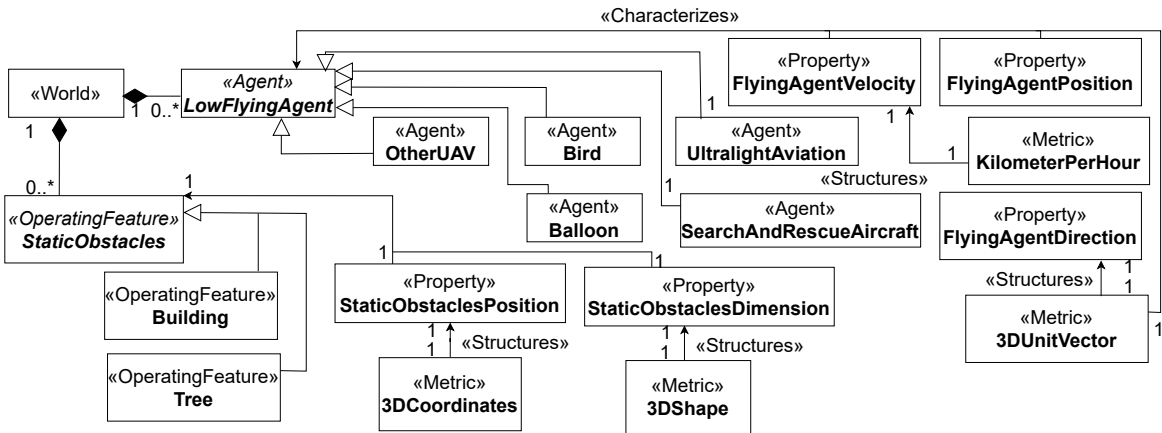 «Characterizes»
«World»
1
1
0..*
«Agent»
LowFlyingAgent
«Property»
FlyingAgentVelocity
1
«Property»
FlyingAgentPosition
«Agent»
OtherUAV
«Agent»
Bird
1
«Agent»
UltralightAviation
«Structures»
1
«Metric»
KilometerPerHour
0..*
«OperatingFeature»
StaticObstacles
1
«Agent»
Balloon
1
«Agent»
SearchAndRescueAircraft
«Property»
FlyingAgentDirection
1
«Structures»
1
«Metric»
3DUnitVector
1
«OperatingFeature»
Building
1
«Property»
StaticObstaclesPosition
1
1
«Structures»
1
«Property»
StaticObstaclesDimension
1
1
«Structures»
«OperatingFeature»
Tree
«Metric»
3DCoordinates
«Metric»
3DShape